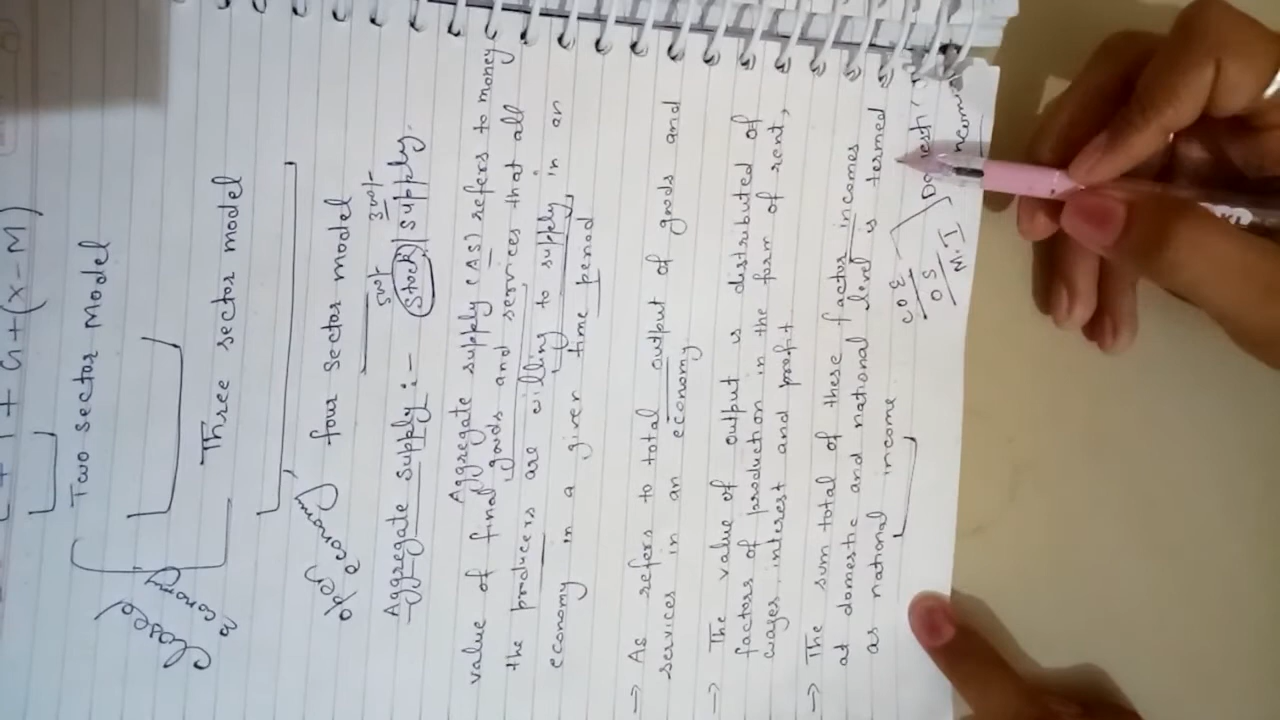 + I + G + (X - M)
Two sector Model
closed
economy
Three sector model
open economy
four sector model
Stock | supply.
Aggregate supply :-
Aggregate supply (AS) refers to money
value of final goods and services that all
the producers are willing to supply in an
economy in a given time period
→ As refers to total output of goods and
services in an economy
→ The value of output is distributed of
factors of production in the form of rent,
wages, interest and profit
→ The sum total of these factor incomes
at domestic and national level is termed
as national income.
COE
OS
M.I